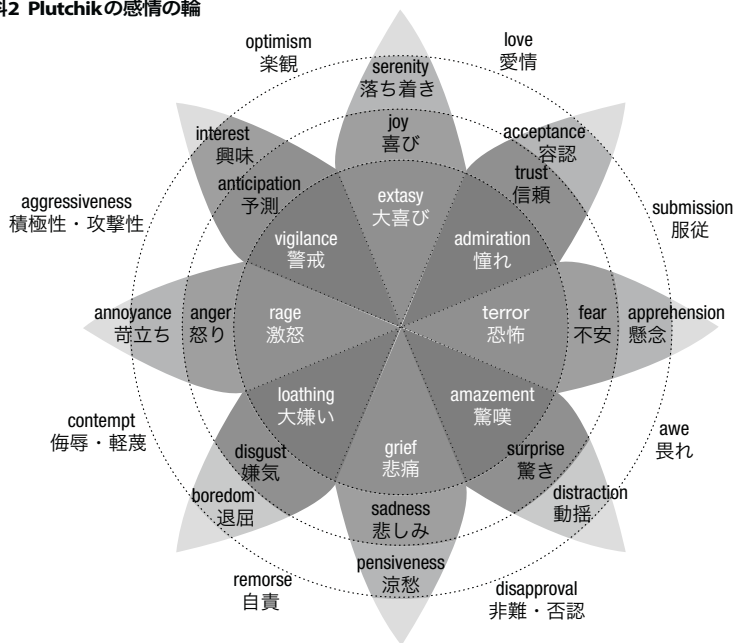 料2 Plutchikの感情の輪
optimism
楽観
love
愛情
serenity
落ち着き
joy
喜び
extasy
大喜び
interest
興味
anticipation
予測
vigilance
警戒
acceptance
容認
trust
信頼
admiration
憧れ
aggressiveness
積極性・攻撃性
submission
服従
annoyance
苛立ち
anger
怒り
rage
激怒
terror
恐怖
fear
不安
apprehension
懸念
loathing
大嫌い
disgust
嫌気
boredom
退屈
amazement
驚嘆
surprise
驚き
distraction
動揺
grief
悲痛
sadness
悲しみ
pensiveness
涼愁
contempt
侮辱・軽蔑
awe
畏れ
remorse
自責
disapproval
非難・否認